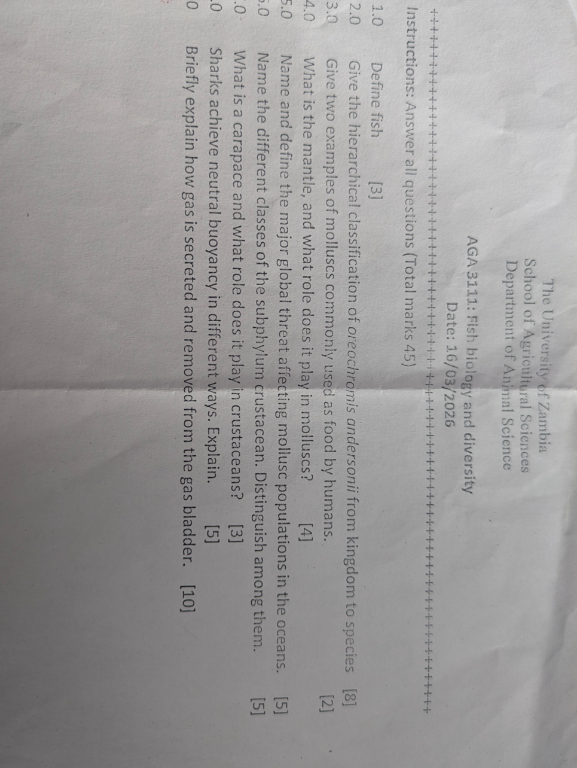 The University of Zambia
School of Agricultural Sciences
Department of Animal Science
AGA 3111: Fish biology and diversity
Date: 16/03/2026
Instructions: Answer all questions (Total marks 45)
1.0 Define fish [3]
2.0 Give the hierarchical classification of oreochromis andersonii from kingdom to species [8]
3.0 Give two examples of molluscs commonly used as food by humans. [2]
4.0 What is the mantle, and what role does it play in molluscs? [4]
5.0 Name and define the major global threat affecting mollusc populations in the oceans. [5]
.0 Name the different classes of the subphylum crustacean. Distinguish among them. [5]
.0 What is a carapace and what role does it play in crustaceans? [3]
.0 Sharks achieve neutral buoyancy in different ways. Explain. [5]
0 Briefly explain how gas is secreted and removed from the gas bladder. [10]